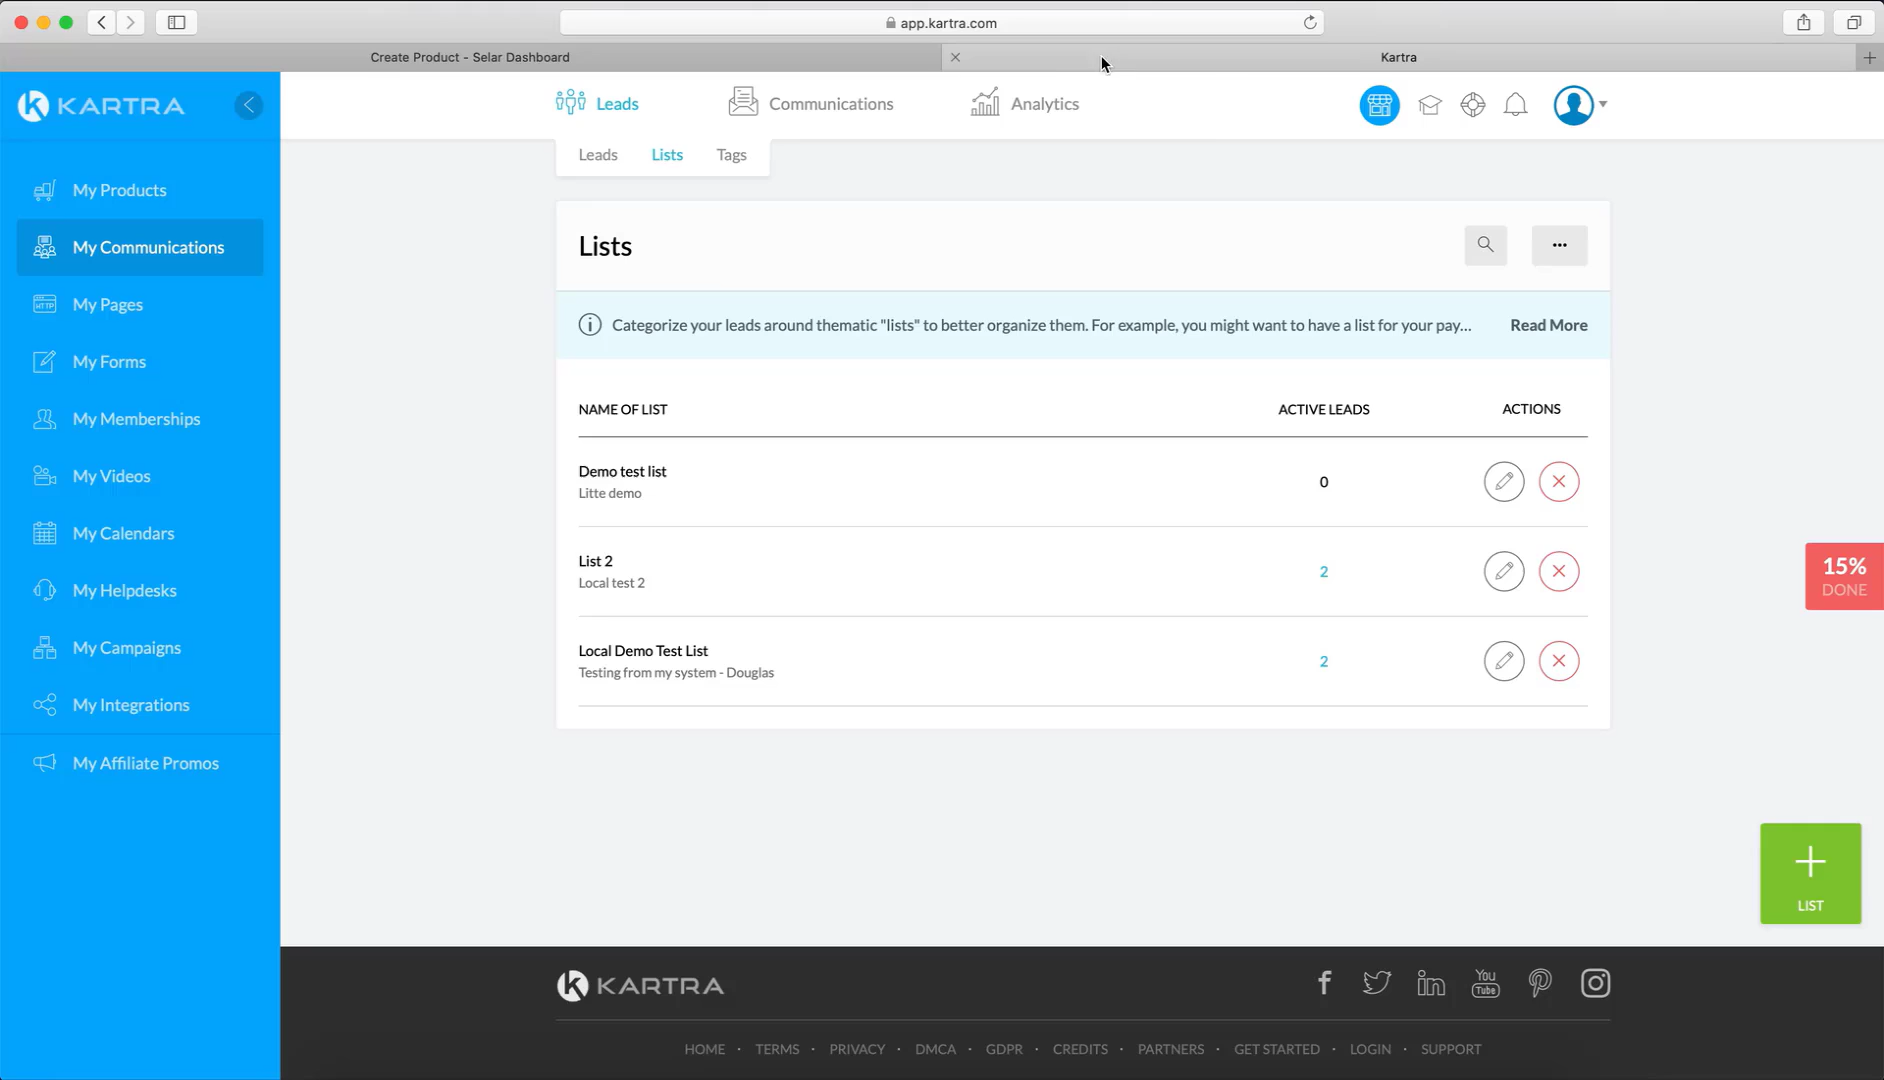 app.kartra.com
Create Product - Selar Dashboard
Kartra
KARTRA
Leads
Communications
Analytics
Leads
Lists
Tags
My Products
My Communications
My Pages
HTTP
My Forms
My Memberships
My Videos
My Calendars
My Helpdesks
My Campaigns
My Integrations
My Affiliate Promos
Lists
Categorize your leads around thematic "lists" to better organize them. For example, you might want to have a list for your pay...
Read More
NAME OF LIST
ACTIVE LEADS
ACTIONS
Demo test list
Litte demo
0
List 2
Local test 2
2
Local Demo Test List
Testing from my system - Douglas
2
15%
DONE
LIST
KARTRA
You
Tube
HOME · TERMS · PRIVACY · DMCA · GDPR · CREDITS · PARTNERS · GET STARTED · LOGIN · SUPPORT